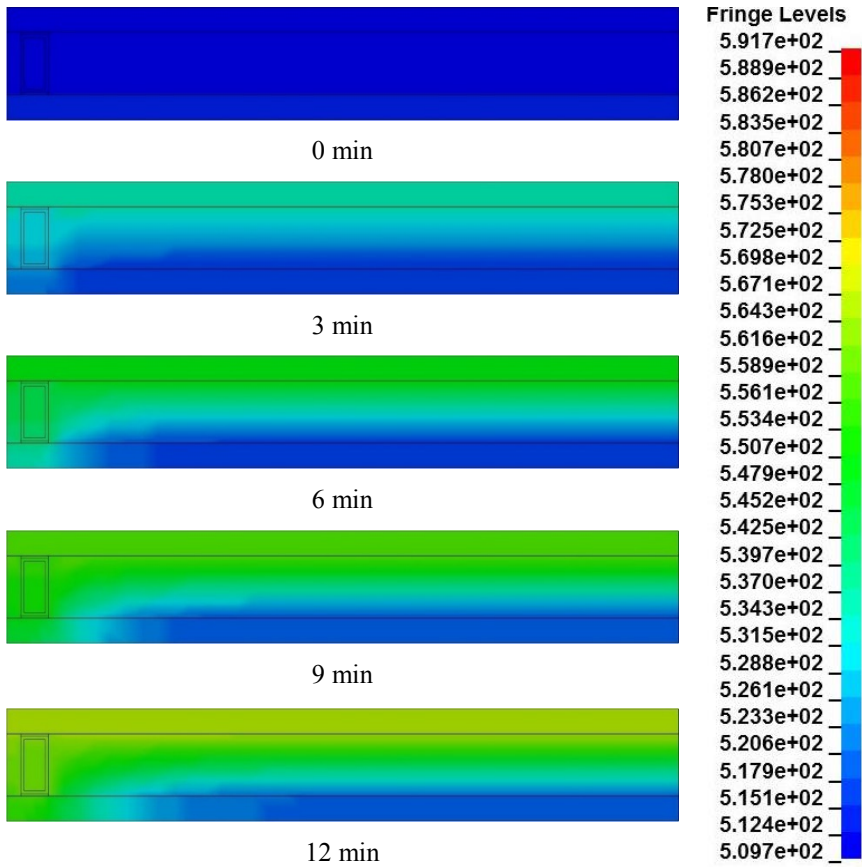 Fringe Levels
5.917e+02
5.889e+02
5.862e+02
5.835e+02
5.807e+02
5.780e+02
5.753e+02
5.725e+02
5.698e+02
5.671e+02
5.643e+02
5.616e+02
5.589e+02
5.561e+02
5.534e+02
5.507e+02
5.479e+02
5.452e+02
5.425e+02
5.397e+02
5.370e+02
5.343e+02
5.315e+02
5.288e+02
5.261e+02
5.233e+02
5.206e+02
5.179e+02
5.151e+02
5.124e+02
5.097e+02
0 min
3 min
6 min
9 min
12 min